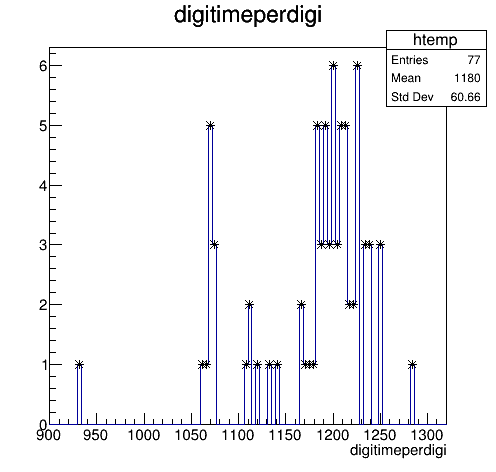 digitimeperdigi
htemp
Entries 77
Mean 1180
Std Dev 60.66
6
5
4
3
2
1
0
900 950 1000 1050 1100 1150 1200 1250 1300
digitimeperdigi